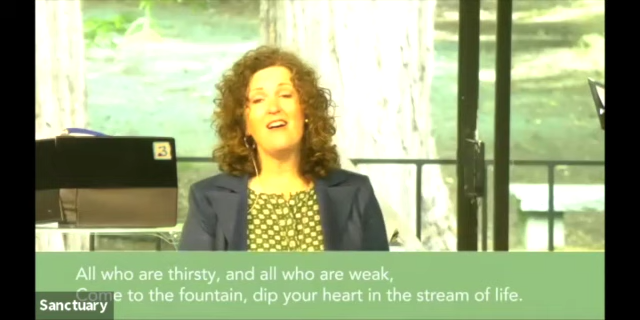 3
All who are thirsty, and all who are weak,
Come to the fountain, dip your heart in the stream of life.
Sanctuary